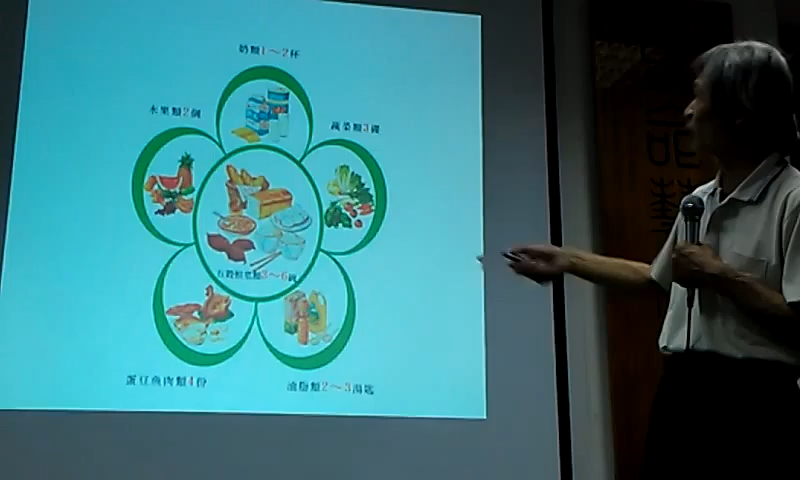 奶類1～2杯
水果類2個
蔬菜類3碟
五穀根莖類3～6碗
蛋豆魚肉類4份
油脂類2～3湯匙